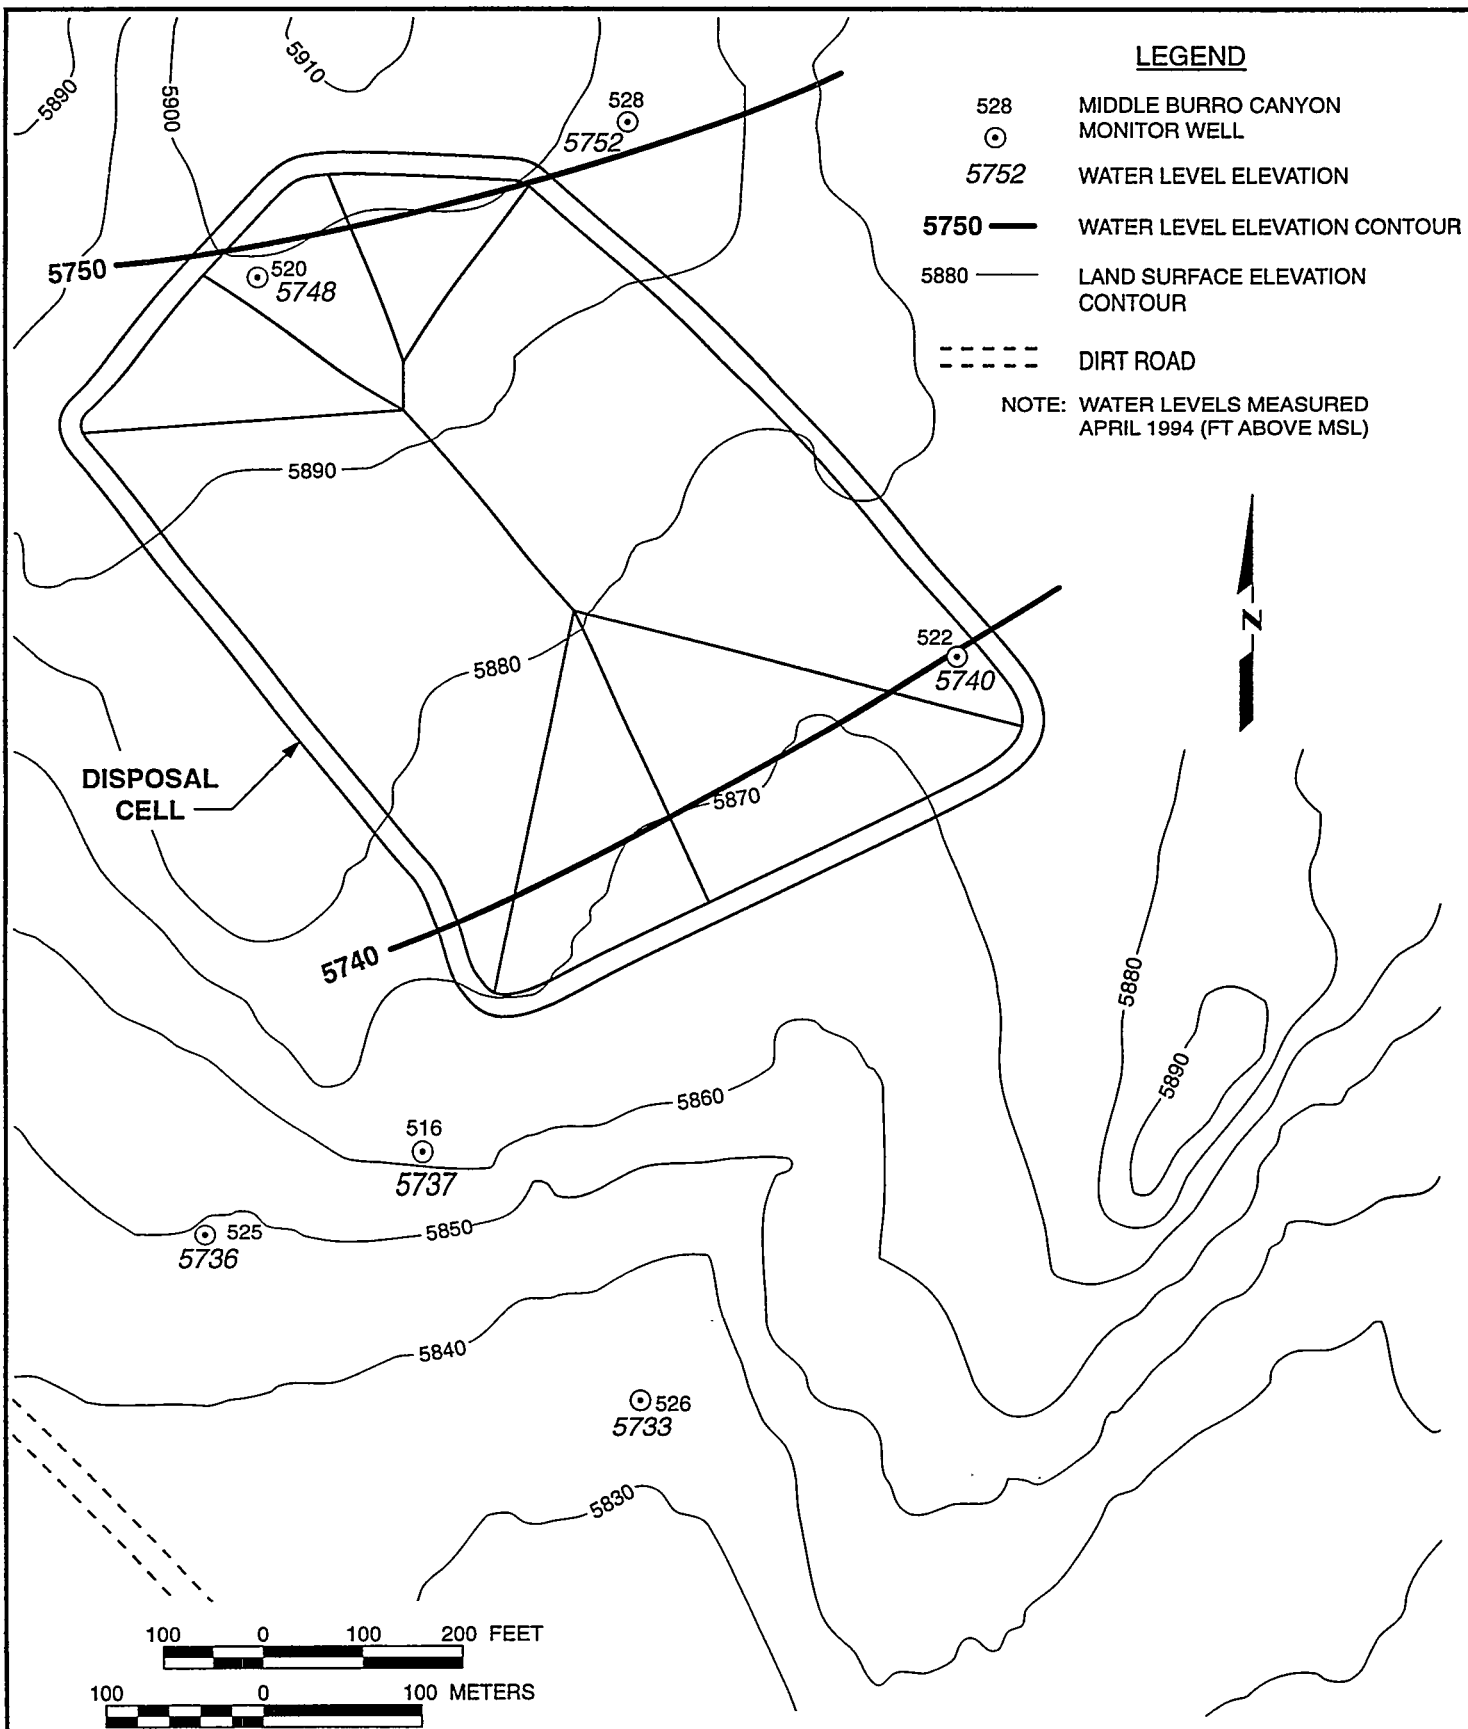 LEGEND
528 MIDDLE BURRO CANYON
MONITOR WELL
5752 WATER LEVEL ELEVATION
5750 WATER LEVEL ELEVATION CONTOUR
5880 LAND SURFACE ELEVATION
CONTOUR
DIRT ROAD
NOTE: WATER LEVELS MEASURED
APRIL 1994 (FT ABOVE MSL)
N
5890
5900
5910
528
5752
5750
520
5748
5890
5880
522
5740
DISPOSAL
CELL
5870
5740
5880
5890
5860
516
5737
525
5736
5850
5840
526
5733
5830
100 0 100 200 FEET
100 0 100 METERS